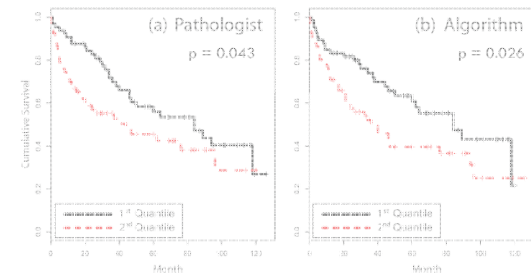 (a) Pathologist
p = 0.043
Cumulative Survival
1.0
0.8
0.6
0.4
0.2
0.0
1st Quantile
2nd Quantile
0 20 40 60 80 100 120
Month
(b) Algorithm
p = 0.026
1.0
0.8
0.6
0.4
0.2
0.0
1st Quantile
2nd Quantile
0 20 40 60 80 100 120
Month